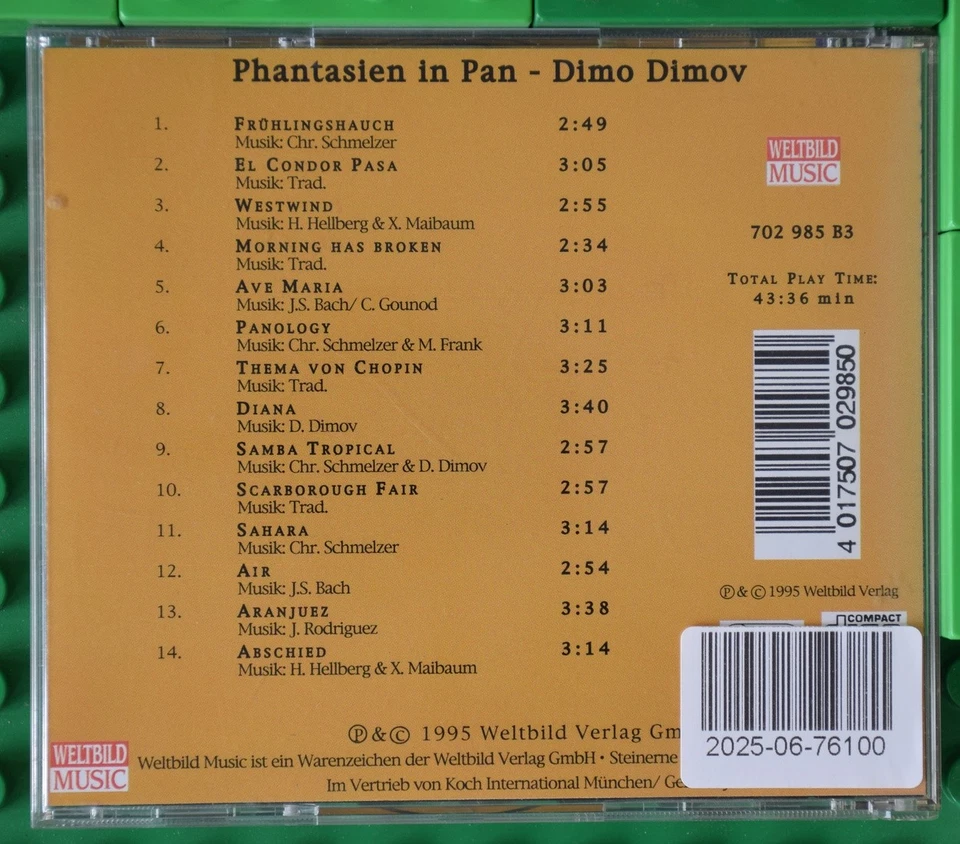 Phantasien in Pan - Dimo Dimov
1. FRÜHLINGSHAUCH 2:49
Musik: Chr. Schmelzer
2. EL CONDOR PASA 3:05
Musik: Trad.
3. WESTWIND 2:55
Musik: H. Hellberg & X. Maibaum
4. MORNING HAS BROKEN 2:34
Musik: Trad.
5. AVE MARIA 3:03
Musik: J.S. Bach/ C. Gounod
6. PANOLOGY 3:11
Musik: Chr. Schmelzer & M. Frank
7. THEMA VON CHOPIN 3:25
Musik: Trad.
8. DIANA 3:40
Musik: D. Dimov
9. SAMBA TROPICAL 2:57
Musik: Chr. Schmelzer & D. Dimov
10. SCARBOROUGH FAIR 2:57
Musik: Trad.
11. SAHARA 3:14
Musik: Chr. Schmelzer
12. AIR 2:54
Musik: J.S. Bach
13. ARANJUEZ 3:38
Musik: J. Rodriguez
14. ABSCHIED 3:14
Musik: H. Hellberg & X. Maibaum
WELTBILD
MUSIC
702 985 B3
TOTAL PLAY TIME:
43:36 min
4 017507 029850
℗ & © 1995 Weltbild Verlag
COMPACT
2025-06-76100
℗ & © 1995 Weltbild Verlag
WELTBILD
MUSIC
Weltbild Music ist ein Warenzeichen der Weltbild Verlag GmbH • Steinerne
Im Vertrieb von Koch International München/